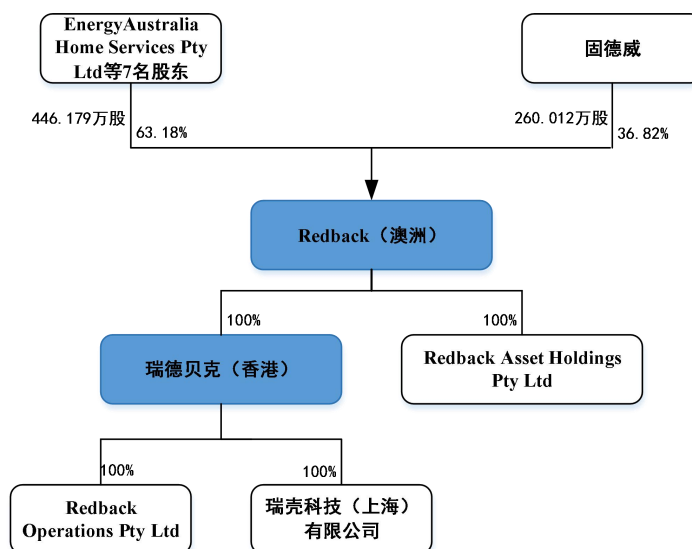 EnergyAustralia
Home Services Pty
Ltd等7名股东
固德威
446.179万股
63.18%
260.012万股
36.82%
Redback（澳洲）
100%
100%
瑞德贝克（香港）
Redback Asset Holdings
Pty Ltd
100%
100%
Redback
Operations Pty Ltd
瑞壳科技（上海）
有限公司